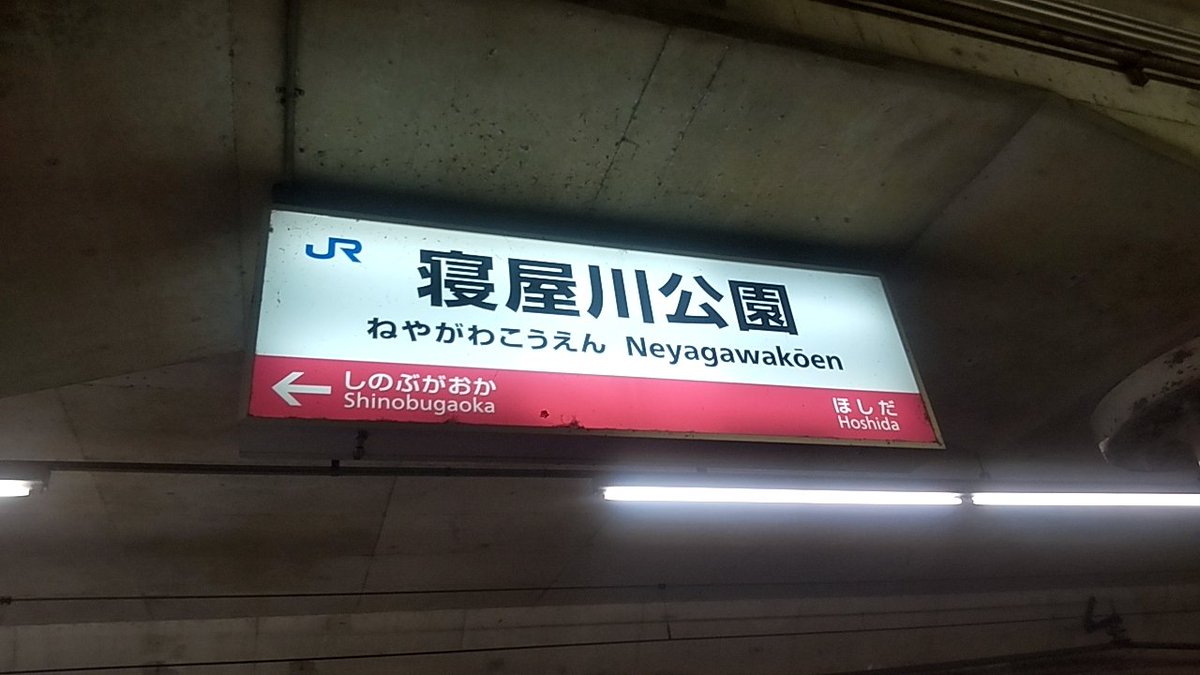 JR
寝屋川公園
ねやがわこうえん Neyagawakōen
← しのぶがおか
Shinobugaoka
ほしだ
Hoshida